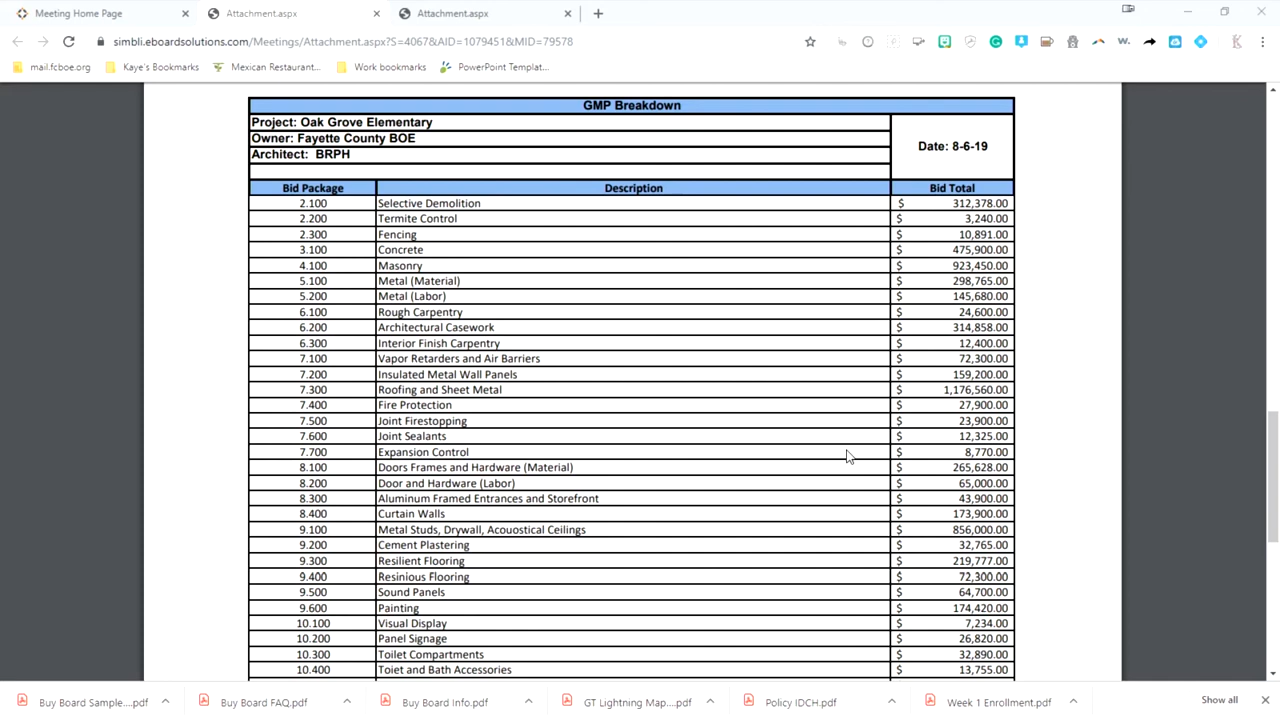 Meeting Home Page
Attachment.aspx
Attachment.aspx
simbli.eboardsolutions.com/Meetings/Attachment.aspx?S=4067&AID=1079451&MID=79578
mail.fcboe.org Kaye's Bookmarks Mexican Restaurant... Work bookmarks PowerPoint Templat...
GMP Breakdown
Project: Oak Grove Elementary
Owner: Fayette County BOE
Architect: BRPH
Date: 8-6-19
Bid Package Description Bid Total
2.100 Selective Demolition $ 312,378.00
2.200 Termite Control $ 3,240.00
2.300 Fencing $ 10,891.00
3.100 Concrete $ 475,900.00
4.100 Masonry $ 923,450.00
5.100 Metal (Material) $ 298,765.00
5.200 Metal (Labor) $ 145,680.00
6.100 Rough Carpentry $ 24,600.00
6.200 Architectural Casework $ 314,858.00
6.300 Interior Finish Carpentry $ 12,400.00
7.100 Vapor Retarders and Air Barriers $ 72,300.00
7.200 Insulated Metal Wall Panels $ 159,200.00
7.300 Roofing and Sheet Metal $ 1,176,560.00
7.400 Fire Protection $ 27,900.00
7.500 Joint Firestopping $ 23,900.00
7.600 Joint Sealants $ 12,325.00
7.700 Expansion Control $ 8,770.00
8.100 Doors Frames and Hardware (Material) $ 265,628.00
8.200 Door and Hardware (Labor) $ 65,000.00
8.300 Aluminum Framed Entrances and Storefront $ 43,900.00
8.400 Curtain Walls $ 173,900.00
9.100 Metal Studs, Drywall, Acouostical Ceilings $ 856,000.00
9.200 Cement Plastering $ 32,765.00
9.300 Resilient Flooring $ 219,777.00
9.400 Resinious Flooring $ 72,300.00
9.500 Sound Panels $ 64,700.00
9.600 Painting $ 174,420.00
10.100 Visual Display $ 7,234.00
10.200 Panel Signage $ 26,820.00
10.300 Toilet Compartments $ 32,890.00
10.400 Toiet and Bath Accessories $ 13,755.00
Buy Board Sample....pdf Buy Board FAQ.pdf Buy Board Info.pdf GT Lightning Map....pdf Policy IDCH.pdf Week 1 Enrollment.pdf Show all